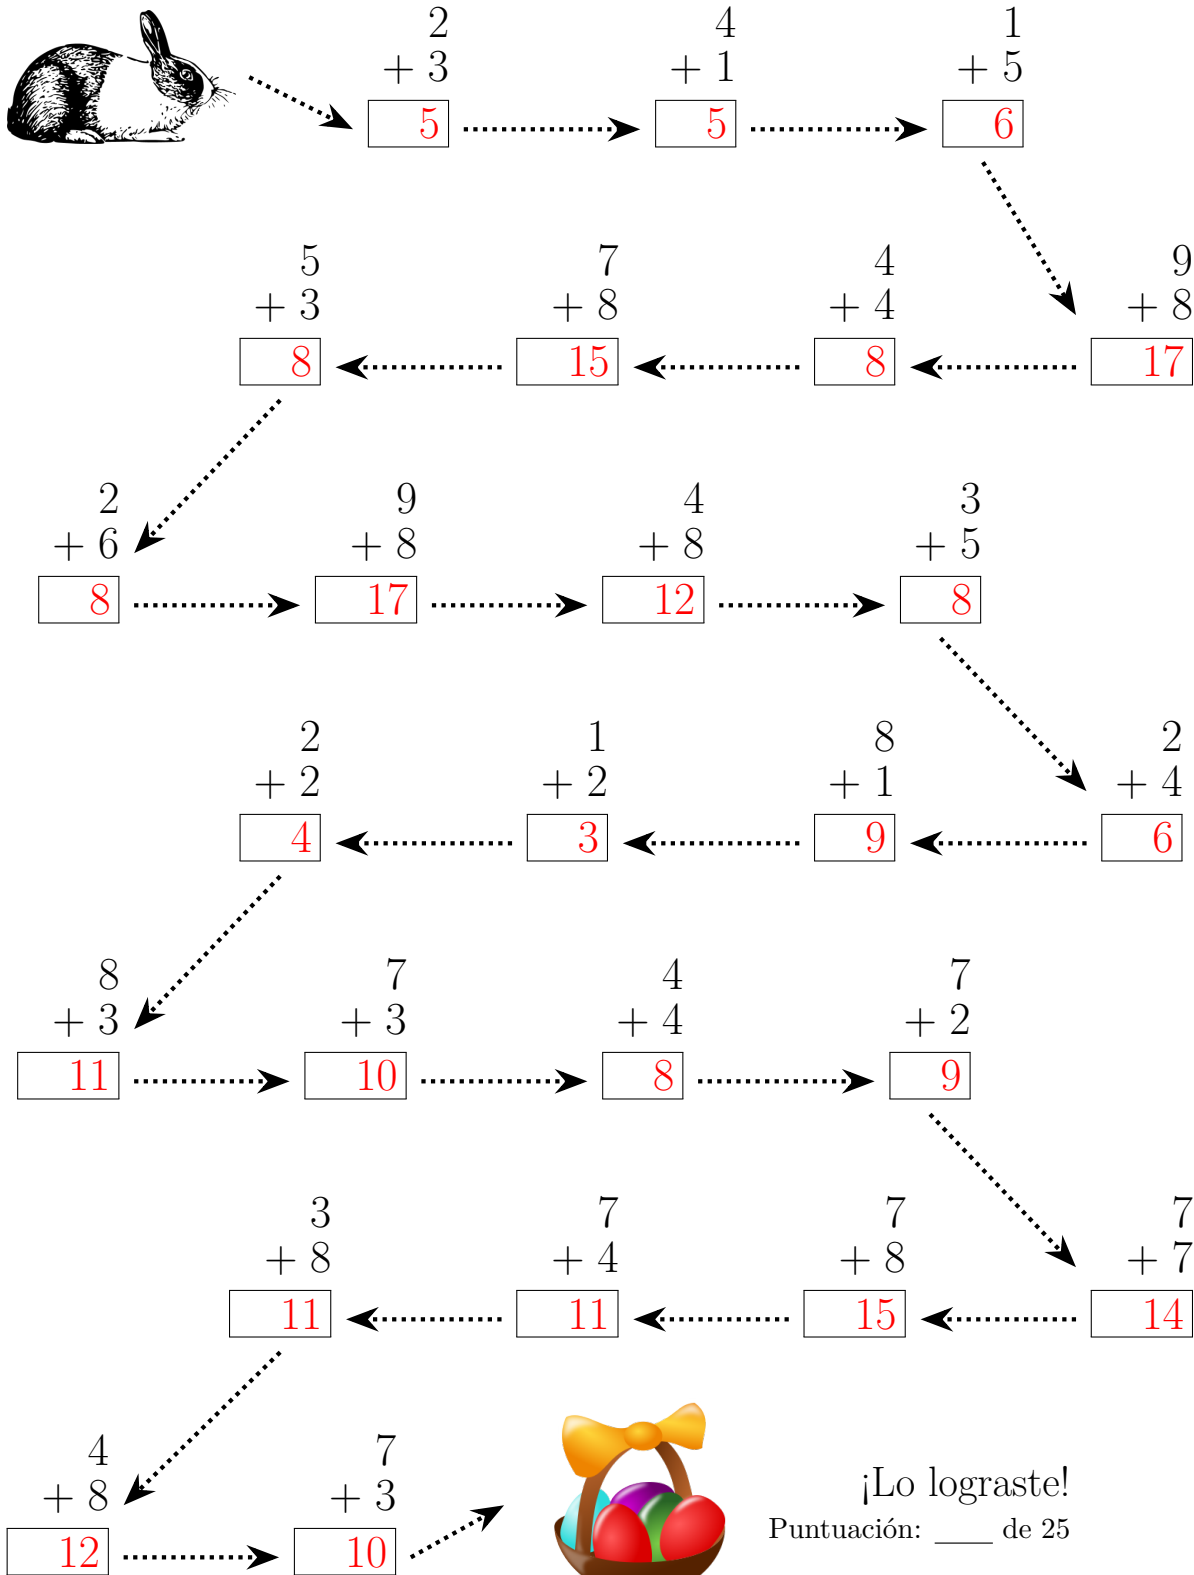 2 4 1
+ 3 + 1 + 5
5 5 6
5 7 4 9
+ 3 + 8 + 4 + 8
8 15 8 17
2 9 4 3
+ 6 + 8 + 8 + 5
8 17 12 8
2 1 8 2
+ 2 + 2 + 1 + 4
4 3 9 6
8 7 4 7
+ 3 + 3 + 4 + 2
11 10 8 9
3 7 7 7
+ 8 + 4 + 8 + 7
11 11 15 14
4 7
+ 8 + 3
12 10
¡Lo lograste!
Puntuación: ____ de 25